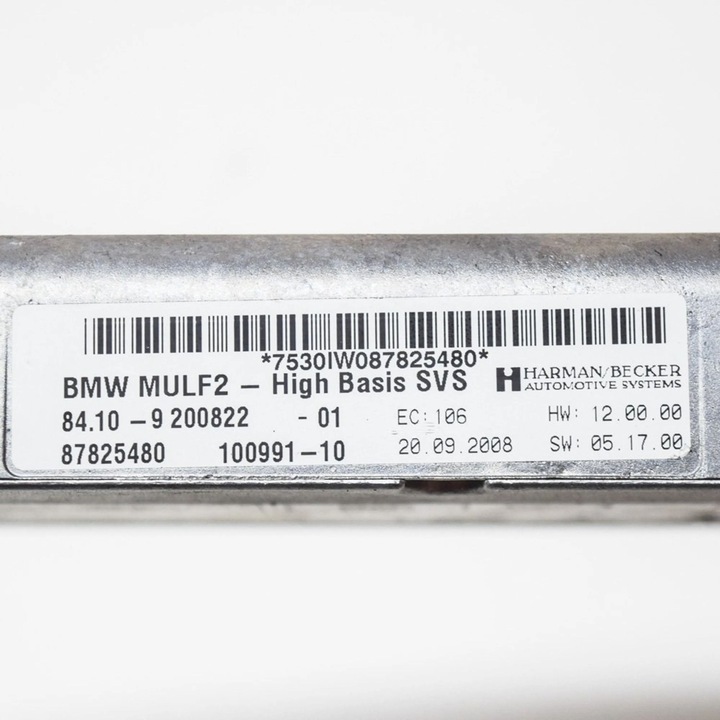 *7530IW087825480*
BMW MULF2 – High Basis SVS
HARMAN/BECKER
AUTOMOTIVE SYSTEMS
84.10 – 9 200822 - 01 EC: 106 HW: 12.00.00
87825480 100991–10 20.09.2008 SW: 05.17.00